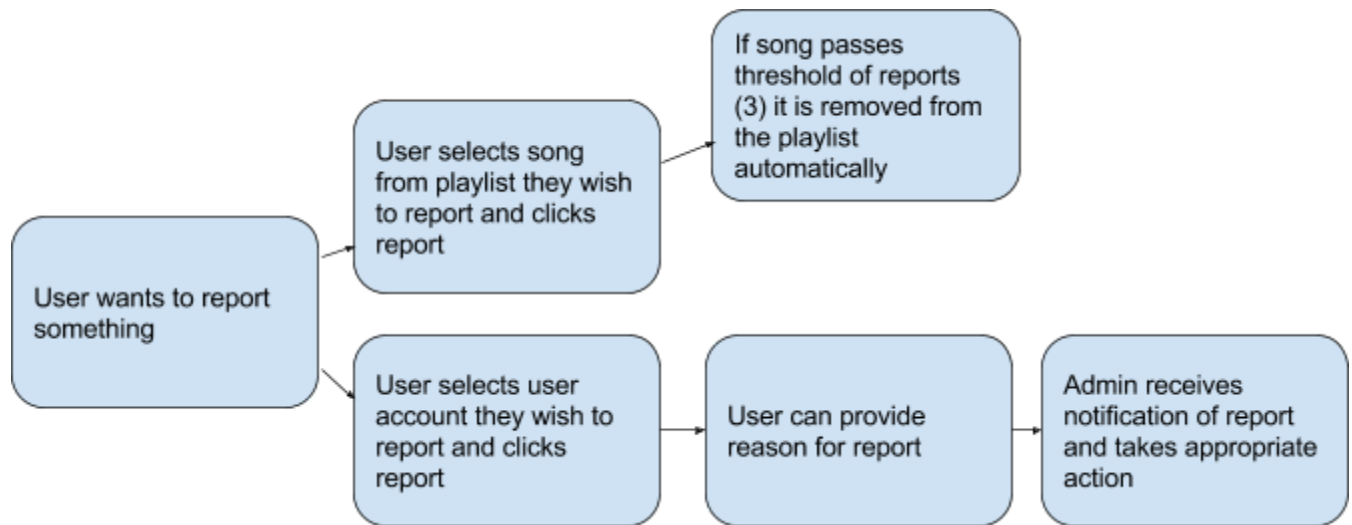 If song passes
threshold of reports
(3) it is removed from
the playlist
automatically
User selects song
from playlist they wish
to report and clicks
report
User wants to report
something
User selects user
account they wish to
report and clicks
report
User can provide
reason for report
Admin receives
notification of report
and takes appropriate
action